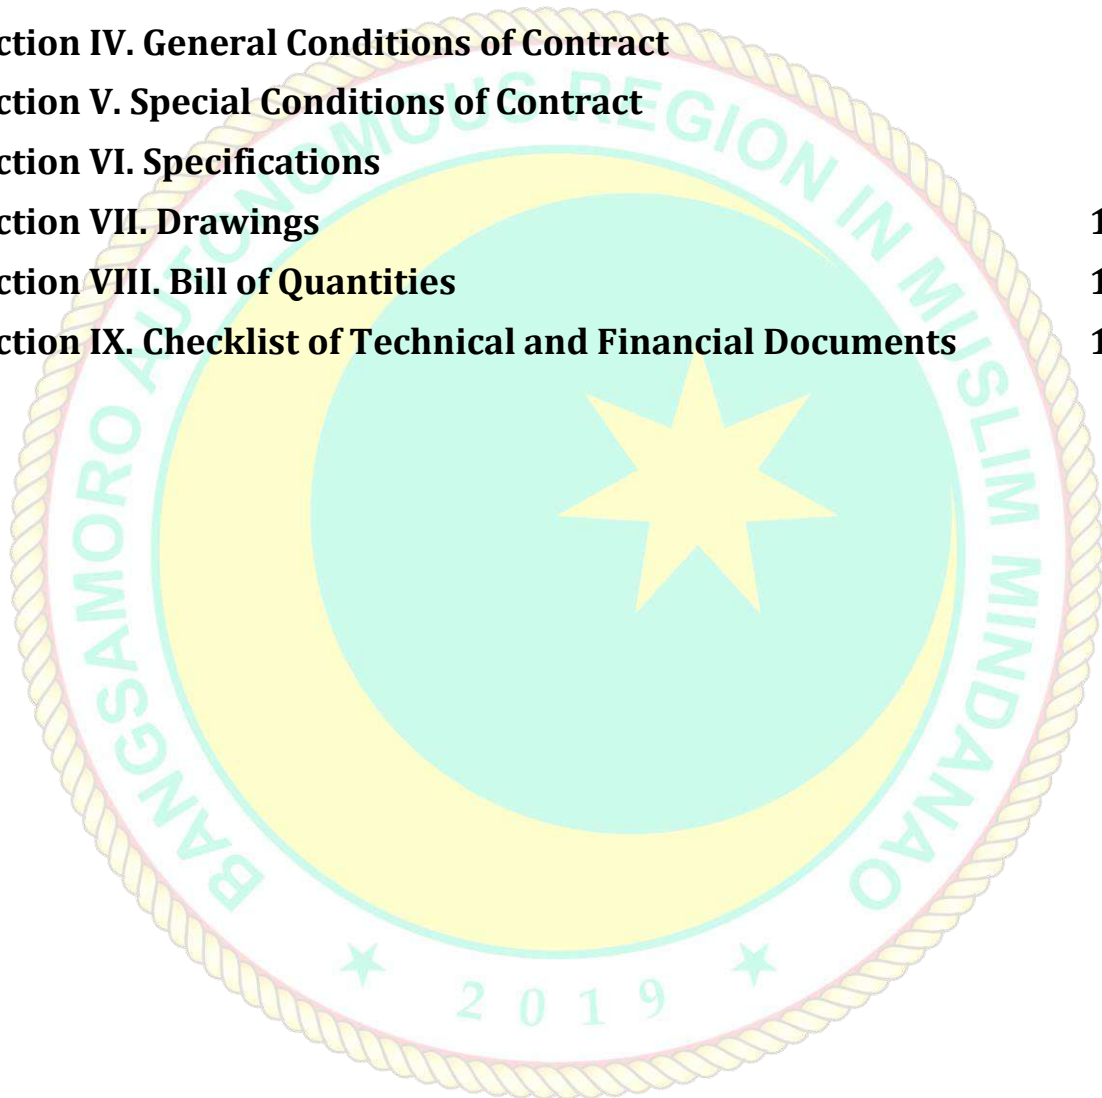 ction IV. General Conditions of Contract
ction V. Special Conditions of Contract
ction VI. Specifications
ction VII. Drawings 1
ction VIII. Bill of Quantities 1
ction IX. Checklist of Technical and Financial Documents 1
BANGSAMORO AUTONOMOUS REGION IN MUSLIM MINDANAO
2019